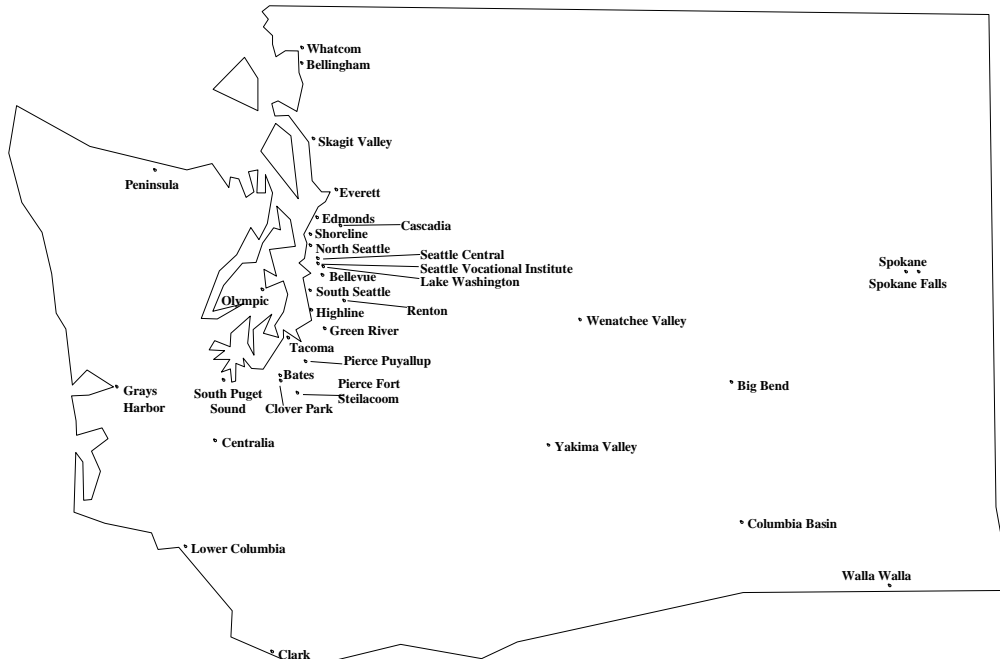 Whatcom
Bellingham
Skagit Valley
Peninsula
Everett
Edmonds
Cascadia
Shoreline
North Seattle
Seattle Central
Seattle Vocational Institute
Lake Washington
Bellevue
Spokane
Spokane Falls
Olympic
South Seattle
Renton
Highline
Green River
Wenatchee Valley
Tacoma
Pierce Puyallup
Bates
Grays
Harbor
South Puget
Sound
Clover Park
Pierce Fort
Steilacoom
Big Bend
Centralia
Yakima Valley
Columbia Basin
Lower Columbia
Walla Walla
Clark